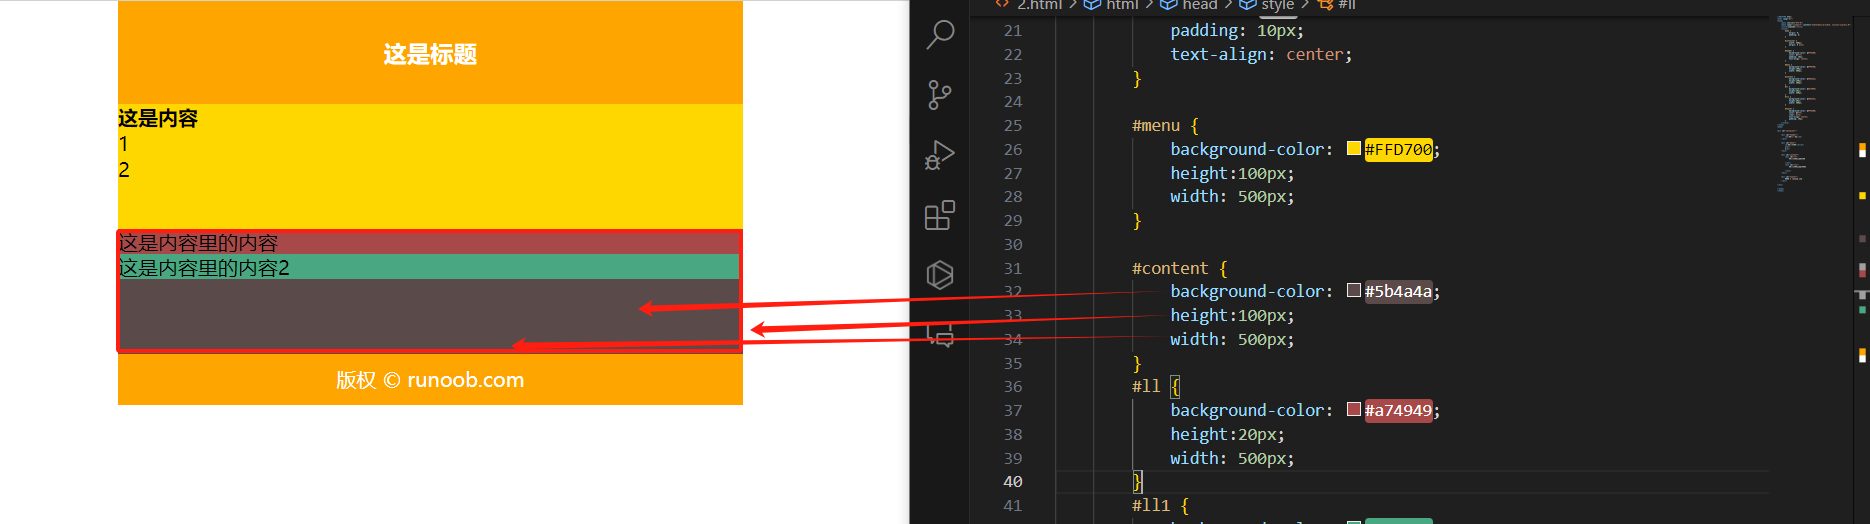 这是标题
这是内容
1
2
这是内容里的内容
这是内容里的内容2
版权 © runoob.com
2.html > html > head > style > #ll
21 padding: 10px;
22 text-align: center;
23 }
24
25 #menu {
26 background-color: #FFD700;
27 height:100px;
28 width: 500px;
29 }
30
31 #content {
32 background-color: #5b4a4a;
33 height:100px;
34 width: 500px;
35 }
36 #ll {
37 background-color: #a74949;
38 height:20px;
39 width: 500px;
40 }
41 #ll1 {